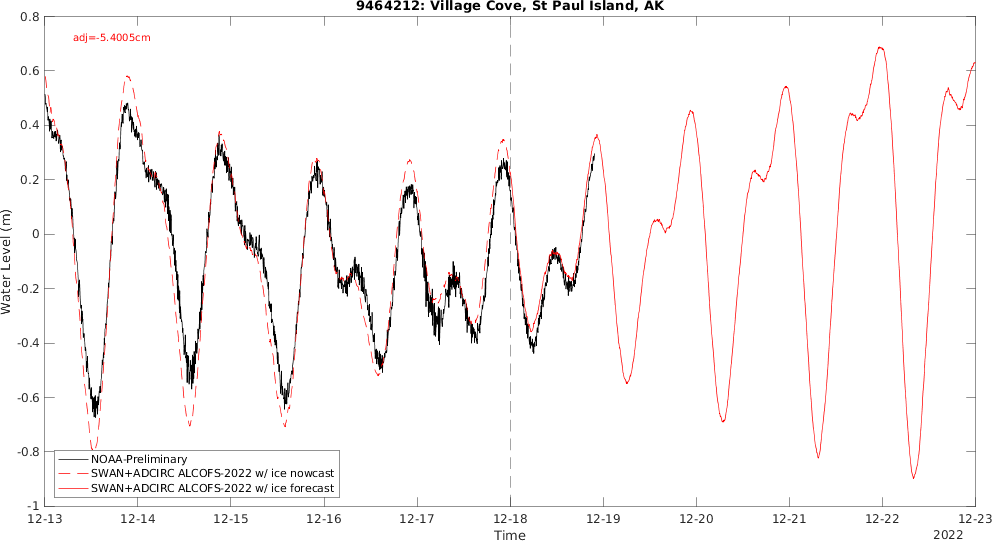 9464212: Village Cove, St Paul Island, AK
adj=-5.4005cm
0.8
0.6
0.4
0.2
0
-0.2
-0.4
-0.6
-0.8
-1
Water Level (m)
NOAA-Preliminary
SWAN+ADCIRC ALCOFS-2022 w/ ice nowcast
SWAN+ADCIRC ALCOFS-2022 w/ ice forecast
12-13 12-14 12-15 12-16 12-17 12-18 12-19 12-20 12-21 12-22 12-23
Time
2022